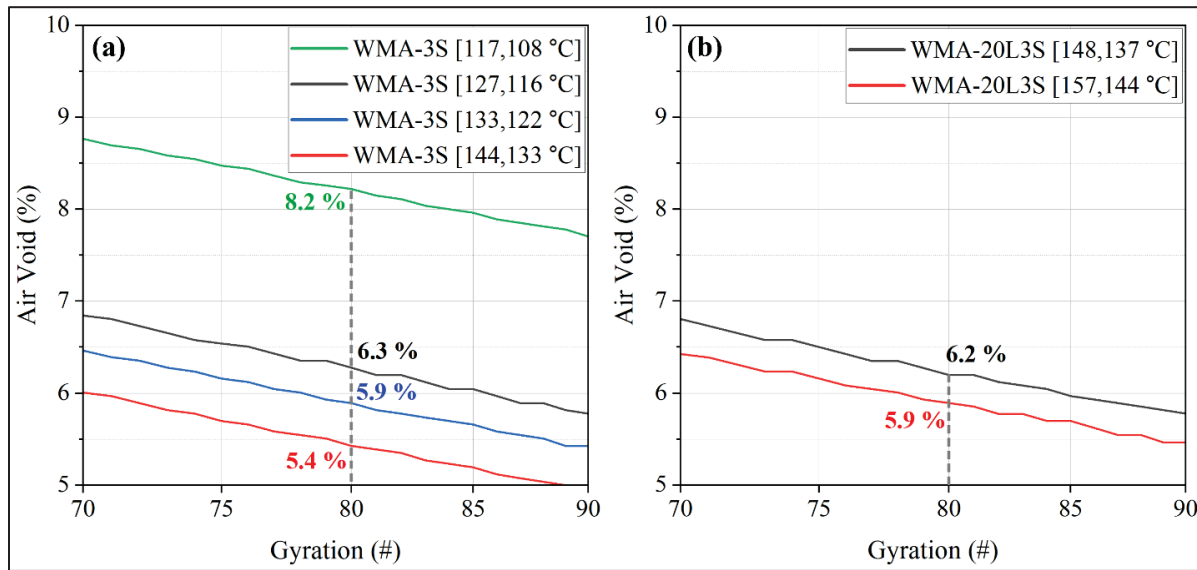 (a)
WMA-3S [117,108 °C]
WMA-3S [127,116 °C]
WMA-3S [133,122 °C]
WMA-3S [144,133 °C]
10
9
8
7
6
5
Air Void (%)
8.2 %
6.3 %
5.9 %
5.4 %
70 75 80 85 90
Gyration (#)
(b)
WMA-20L3S [148,137 °C]
WMA-20L3S [157,144 °C]
10
9
8
7
6
5
Air Void (%)
6.2 %
5.9 %
70 75 80 85 90
Gyration (#)